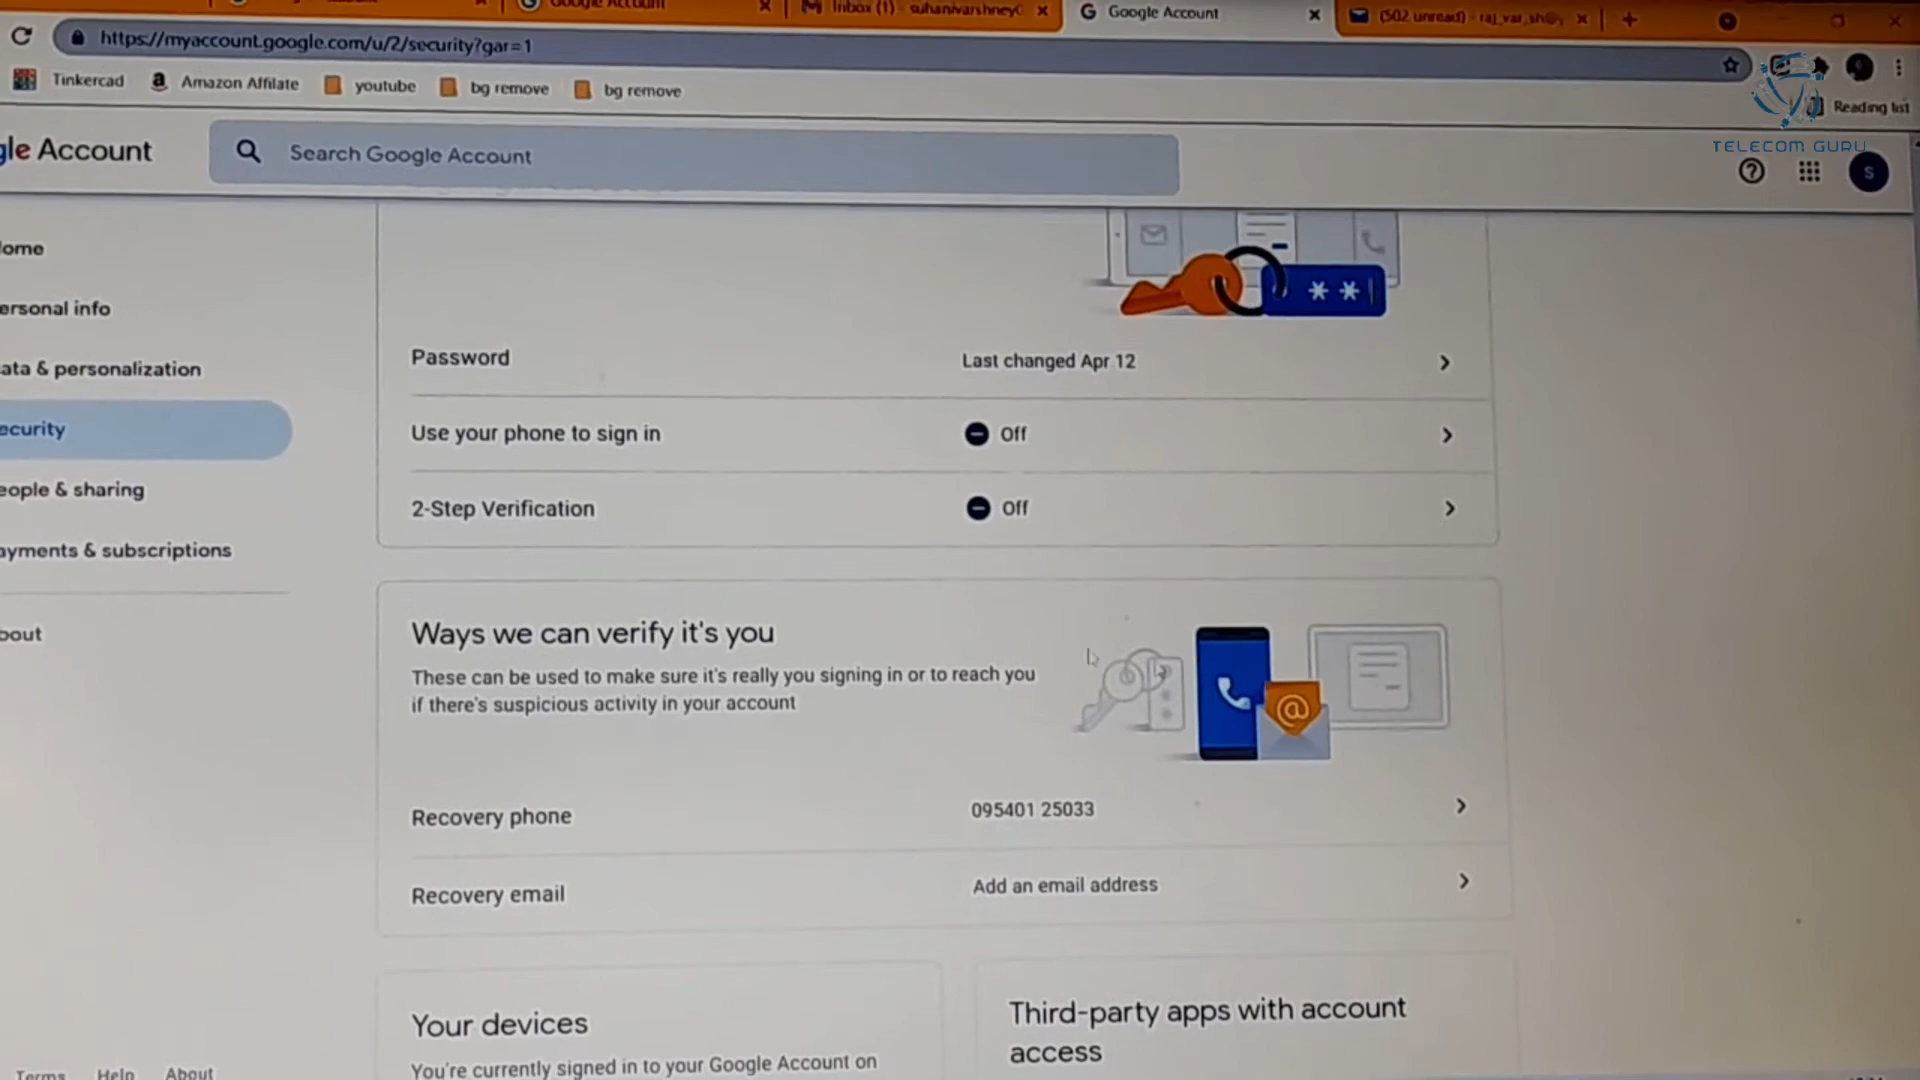 Google Account
Inbox (1) - suhanivarshney
Google Account
(502 unread) - raj_var_sh@y
https://myaccount.google.com/u/2/security?gar=1
Tinkercad
Amazon Affilate
youtube
bg remove
bg remove
Reading list
TELECOM GURU
gle Account
Search Google Account
S
ome
ersonal info
ata & personalization
ecurity
eople & sharing
ayments & subscriptions
bout
Password
Last changed Apr 12
Use your phone to sign in
Off
2-Step Verification
Off
Ways we can verify it's you
These can be used to make sure it's really you signing in or to reach you
if there's suspicious activity in your account
Recovery phone
095401 25033
Recovery email
Add an email address
Your devices
You're currently signed in to your Google Account on
Third-party apps with account
access
Terms
Help
About